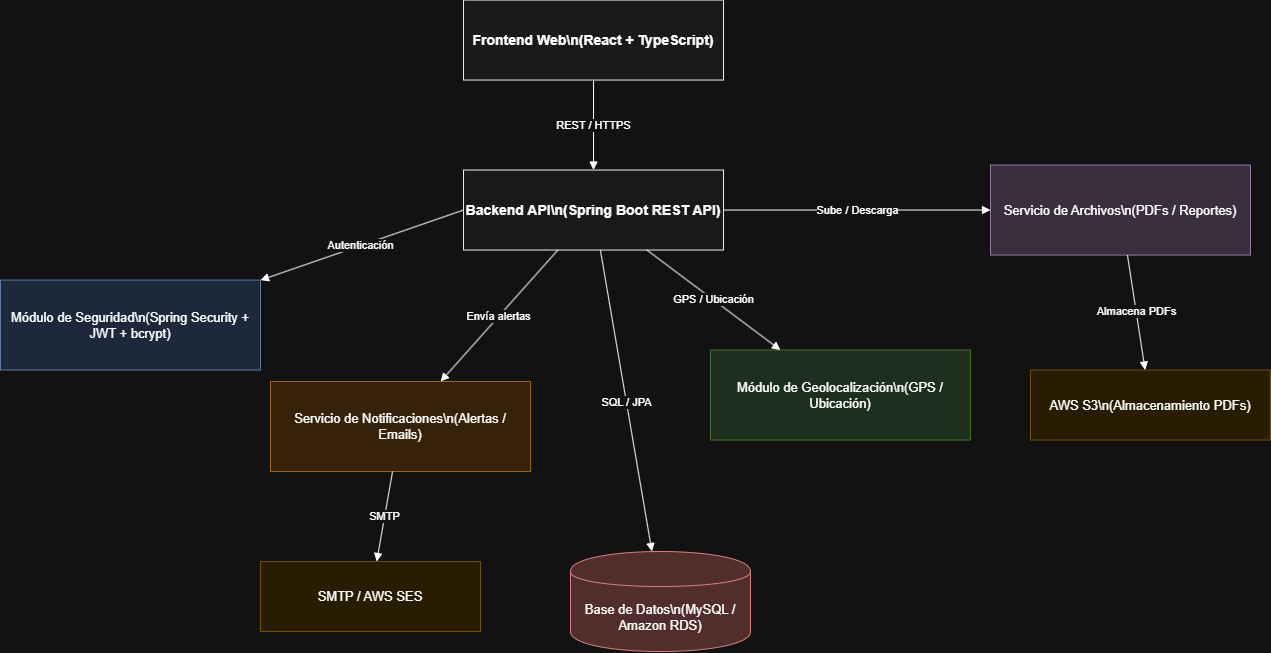 Frontend Web\n(React + TypeScript)
REST / HTTPS
Backend API\n(Spring Boot REST API)
Sube / Descarga
Servicio de Archivos\n(PDFs / Reportes)
Autenticación
Módulo de Seguridad\n(Spring Security +
JWT + bcrypt)
Envía alertas
GPS / Ubicación
Almacena PDFs
Servicio de Notificaciones\n(Alertas /
Emails)
SQL / JPA
Módulo de Geolocalización\n(GPS /
Ubicación)
AWS S3\n(Almacenamiento PDFs)
SMTP
SMTP / AWS SES
Base de Datos\n(MySQL /
Amazon RDS)